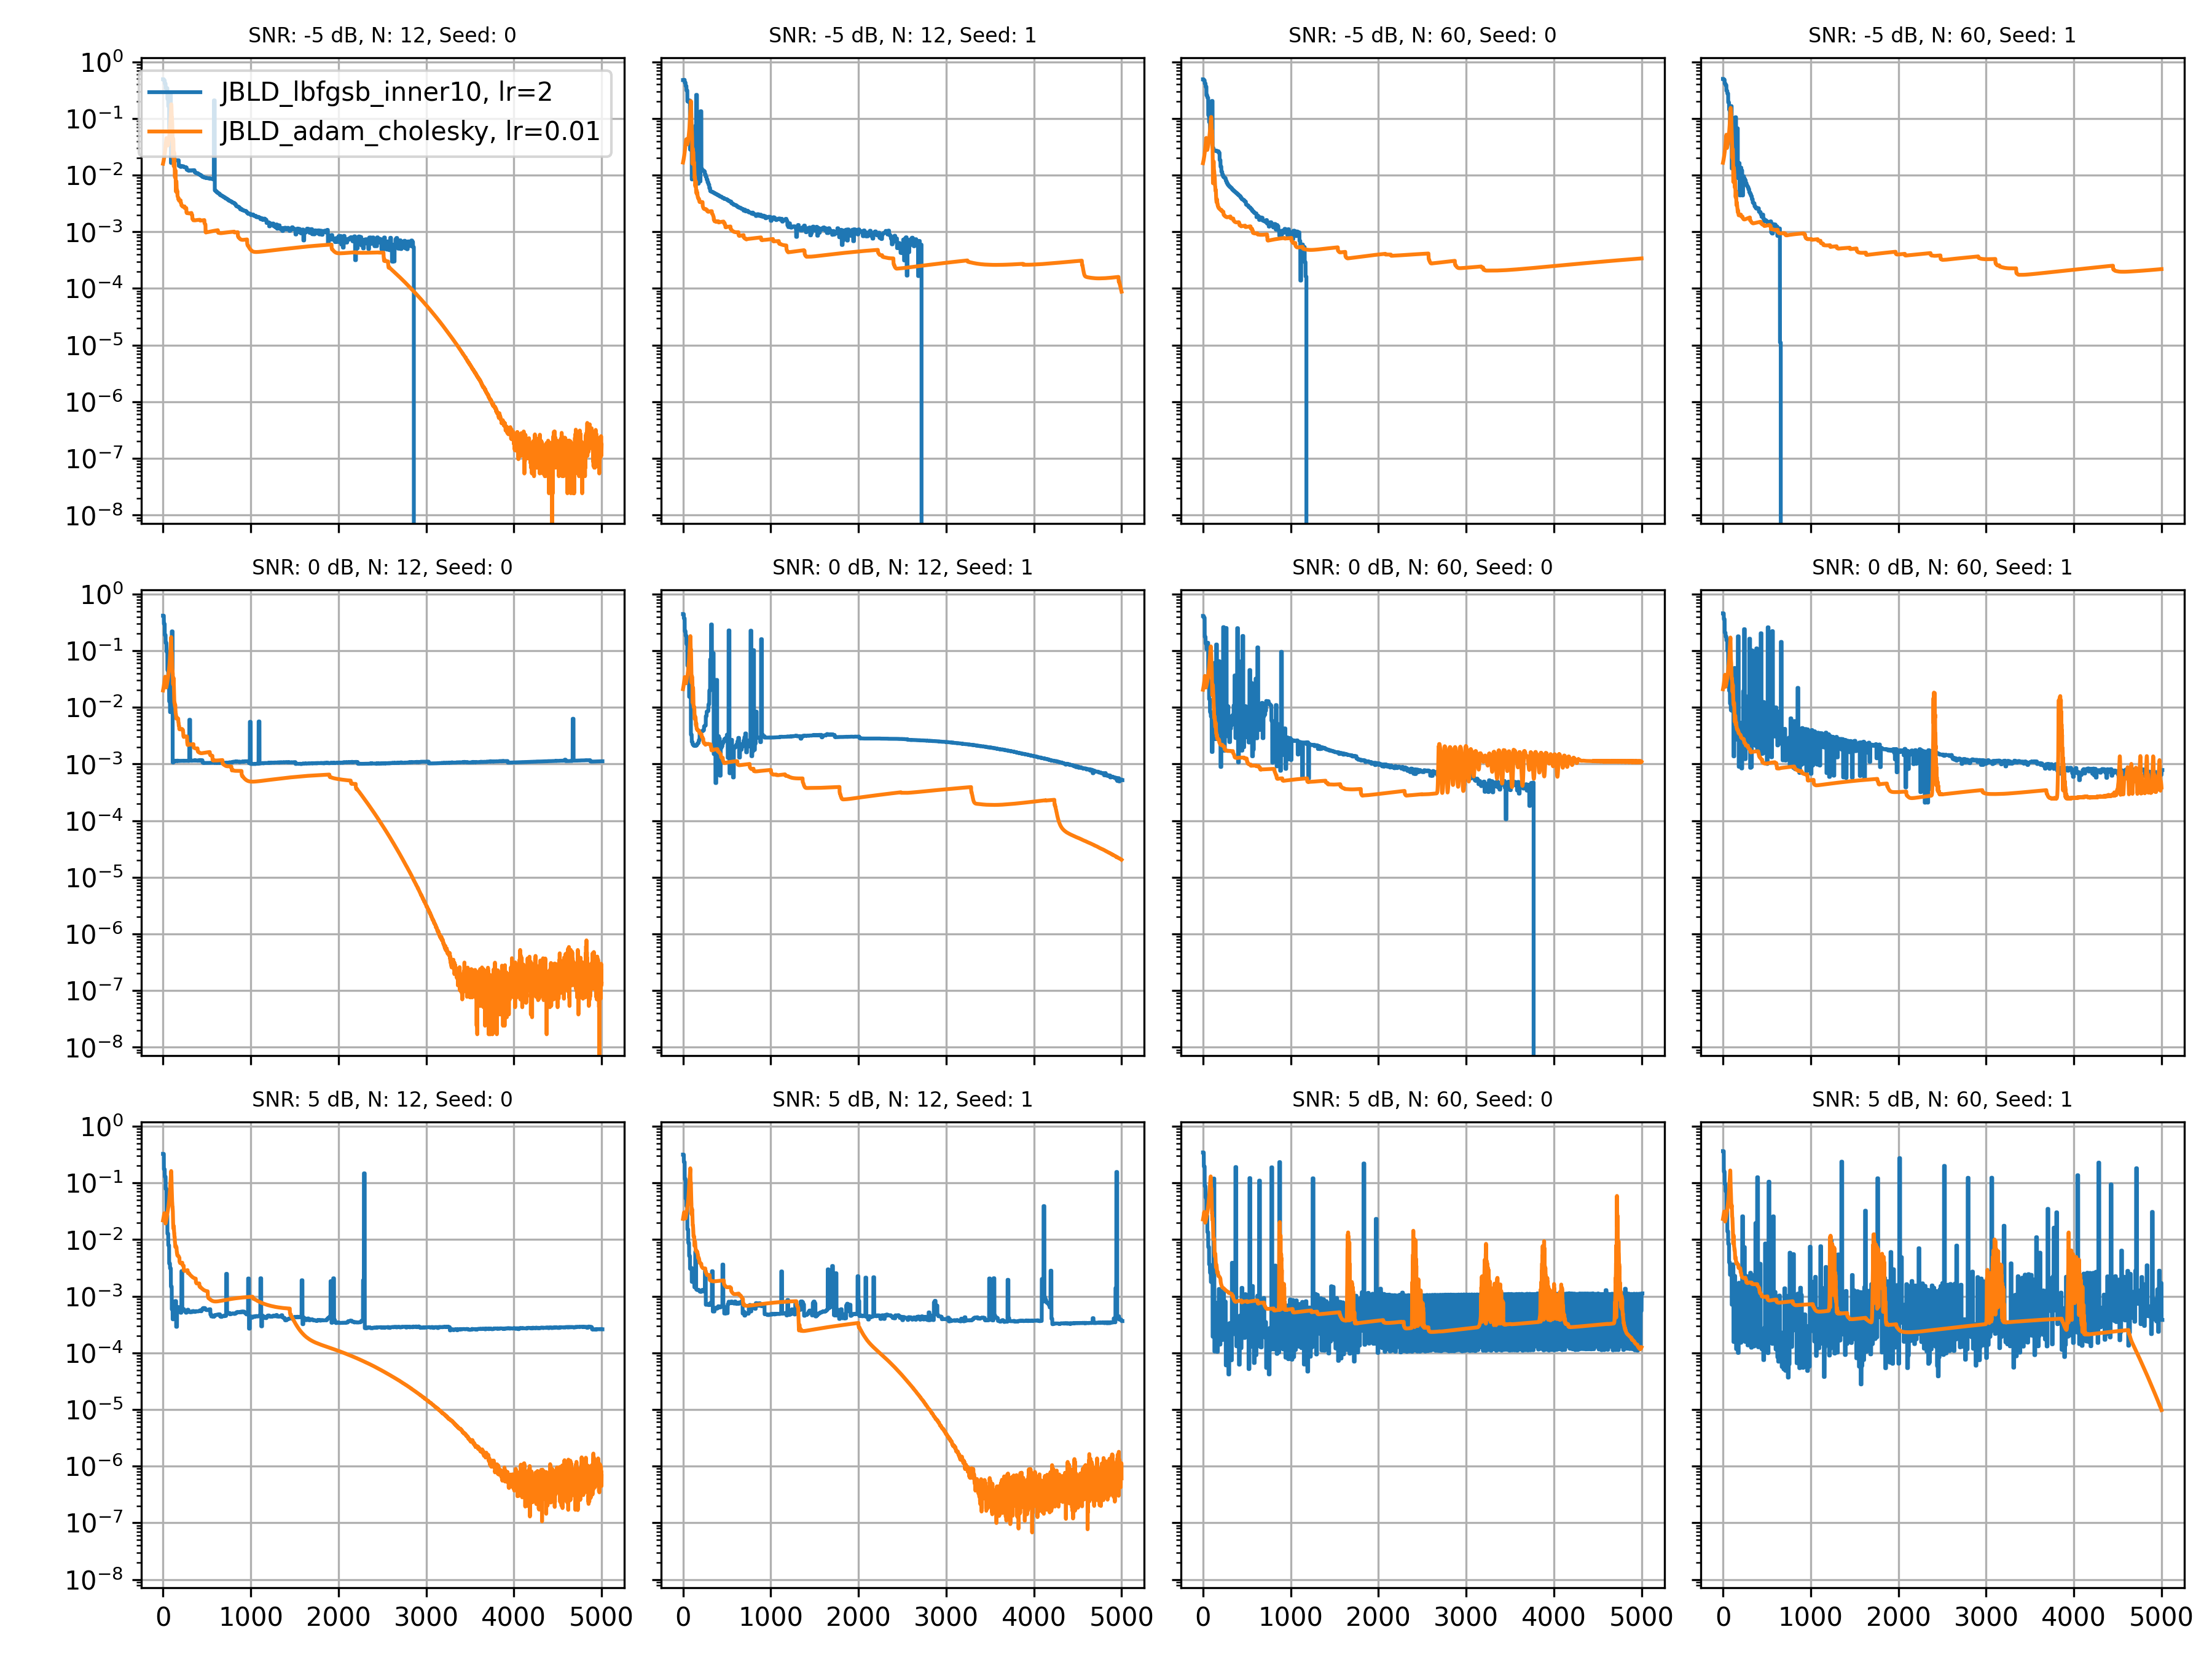 SNR: -5 dB, N: 12, Seed: 0
SNR: -5 dB, N: 12, Seed: 1
SNR: -5 dB, N: 60, Seed: 0
SNR: -5 dB, N: 60, Seed: 1
10⁰
10⁻¹
10⁻²
10⁻³
10⁻⁴
10⁻⁵
10⁻⁶
10⁻⁷
10⁻⁸
JBLD_lbfgsb_inner10, lr=2
JBLD_adam_cholesky, lr=0.01
SNR: 0 dB, N: 12, Seed: 0
SNR: 0 dB, N: 12, Seed: 1
SNR: 0 dB, N: 60, Seed: 0
SNR: 0 dB, N: 60, Seed: 1
10⁰
10⁻¹
10⁻²
10⁻³
10⁻⁴
10⁻⁵
10⁻⁶
10⁻⁷
10⁻⁸
SNR: 5 dB, N: 12, Seed: 0
SNR: 5 dB, N: 12, Seed: 1
SNR: 5 dB, N: 60, Seed: 0
SNR: 5 dB, N: 60, Seed: 1
10⁰
10⁻¹
10⁻²
10⁻³
10⁻⁴
10⁻⁵
10⁻⁶
10⁻⁷
10⁻⁸
0 1000 2000 3000 4000 5000
0 1000 2000 3000 4000 5000
0 1000 2000 3000 4000 5000
0 1000 2000 3000 4000 5000